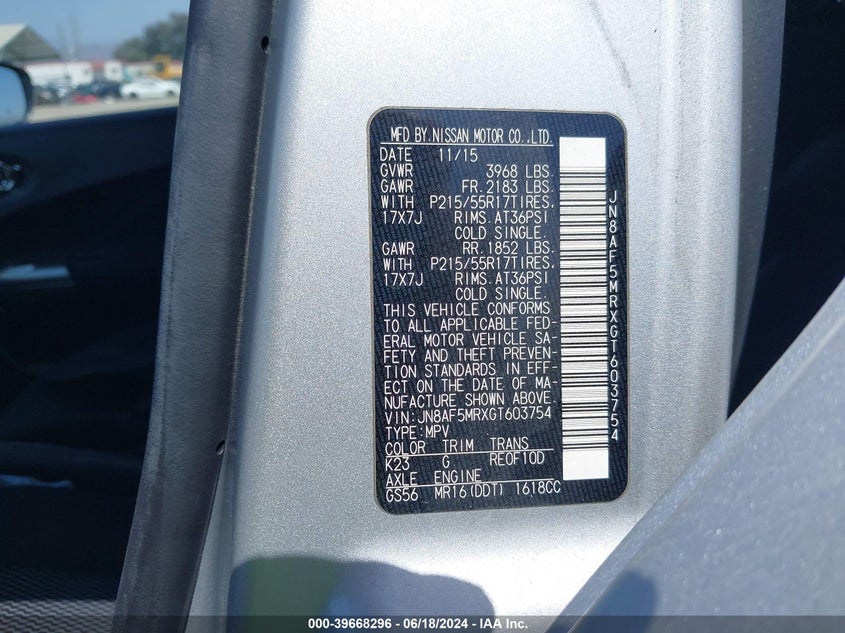 MFD BY.NISSAN MOTOR CO.,LTD.
DATE 11/15
GVWR 3968 LBS.
GAWR FR.2183 LBS.
WITH P215/55R17TIRES.
17X7J RIMS.AT36PSI
COLD SINGLE.
GAWR RR.1852 LBS.
WITH P215/55R17TIRES.
17X7J RIMS.AT36PSI
COLD SINGLE.
THIS VEHICLE CONFORMS
TO ALL APPLICABLE FED-
ERAL MOTOR VEHICLE SA-
FETY AND THEFT PREVEN-
TION STANDARDS IN EFF-
ECT ON THE DATE OF MA-
NUFACTURE SHOWN ABOVE.
VIN:JN8AF5MRXGT603754
TYPE:MPV
COLOR TRIM TRANS
K23 G REOF10D
AXLE ENGINE
GS56 MR16(DDT) 1618CC
JN8AF5MRXGT603754
000-39668296 - 06/18/2024 - IAA Inc.